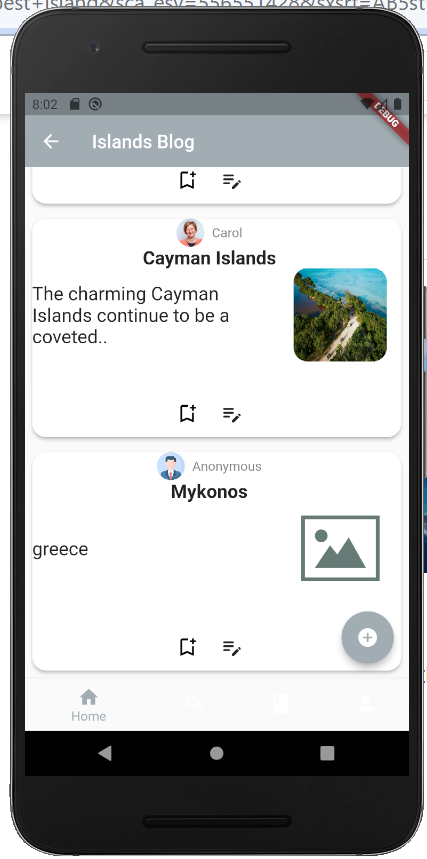 8:02
DEBUG
Islands Blog
Carol
Cayman Islands
The charming Cayman
Islands continue to be a
coveted..
Anonymous
Mykonos
greece
Home